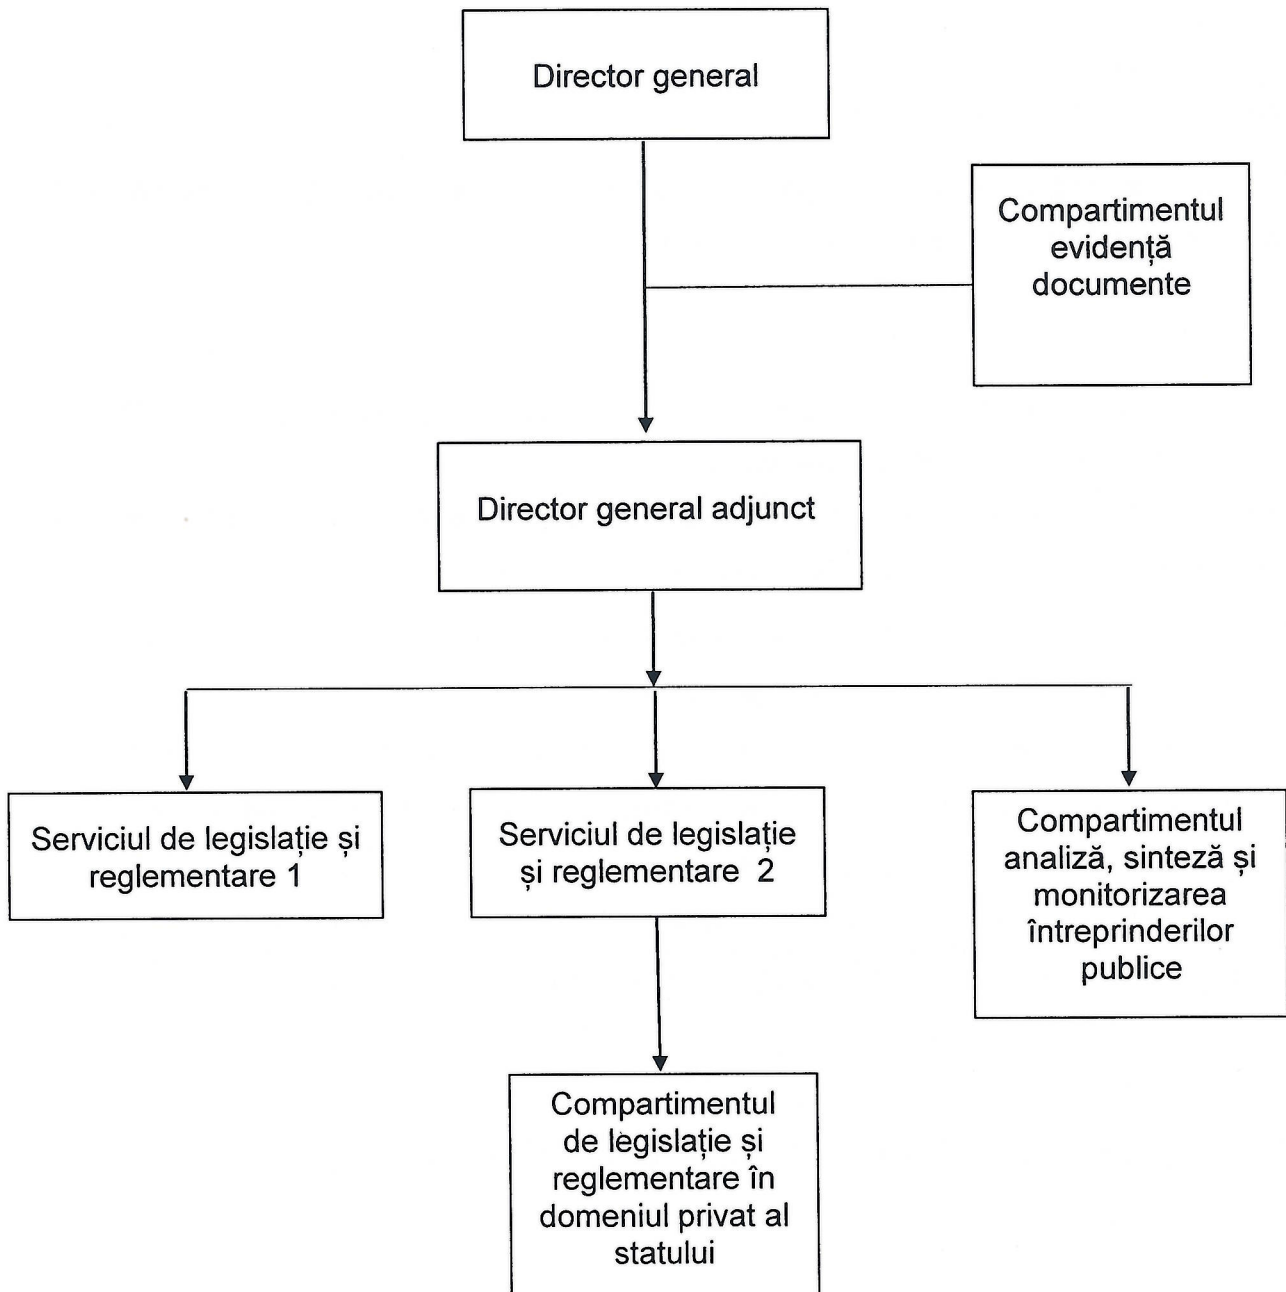 Director general
Compartimentul
evidență
documente
Director general adjunct
Serviciul de legislație și
reglementare 1
Serviciul de legislație
și reglementare  2
Compartimentul
analiză, sinteză și
monitorizarea
întreprinderilor
publice
Compartimentul
de legislație și
reglementare în
domeniul privat al
statului